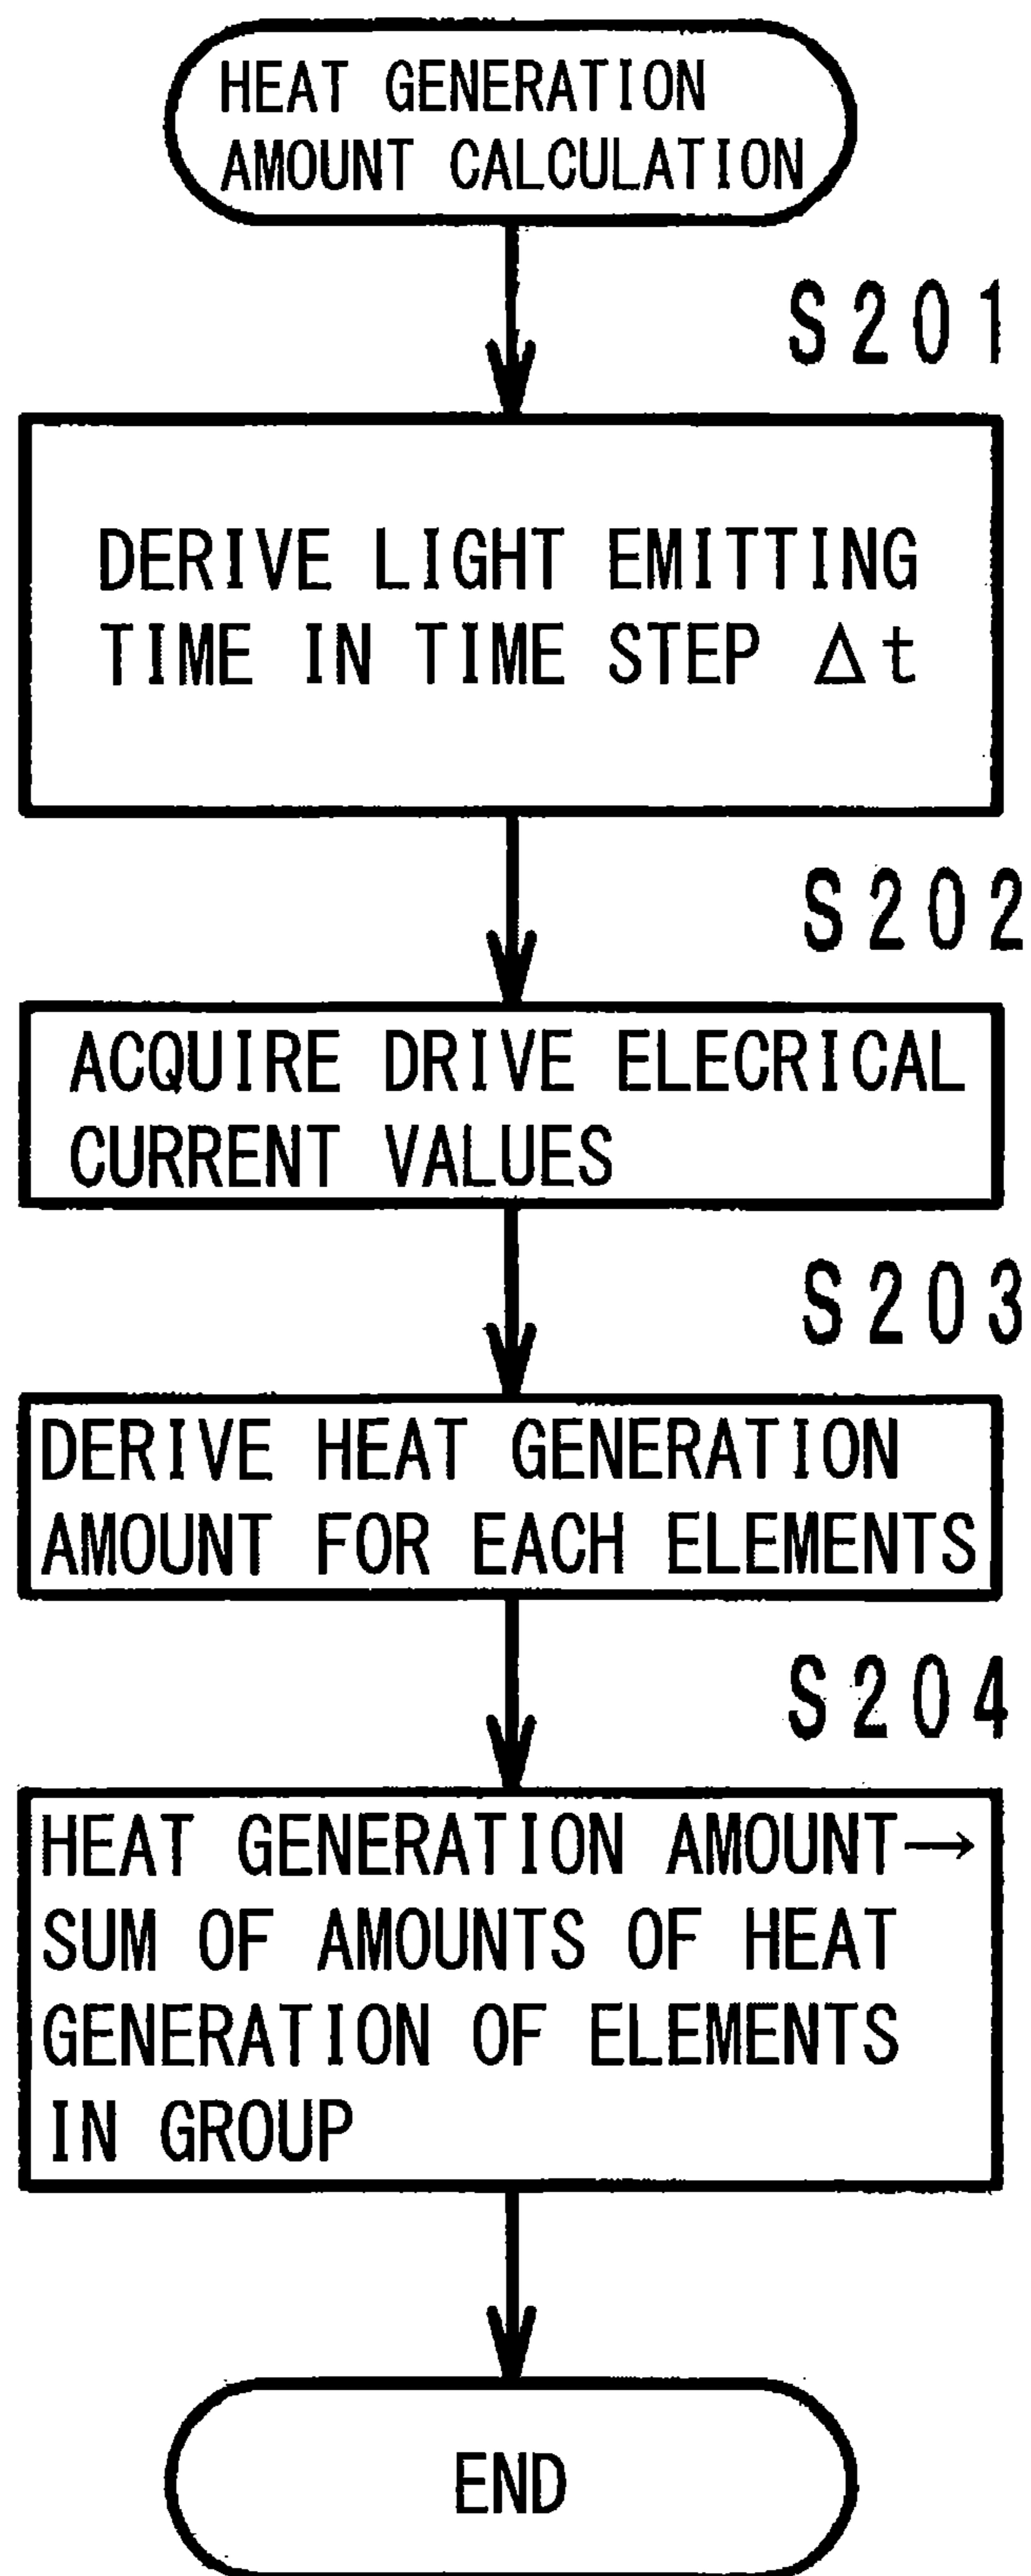 HEAT GENERATION
AMOUNT CALCULATION
S201
DERIVE LIGHT EMITTING
TIME IN TIME STEP Δt
S202
ACQUIRE DRIVE ELECRICAL
CURRENT VALUES
S203
DERIVE HEAT GENERATION
AMOUNT FOR EACH ELEMENTS
S204
HEAT GENERATION AMOUNT→
SUM OF AMOUNTS OF HEAT
GENERATION OF ELEMENTS
IN GROUP
END